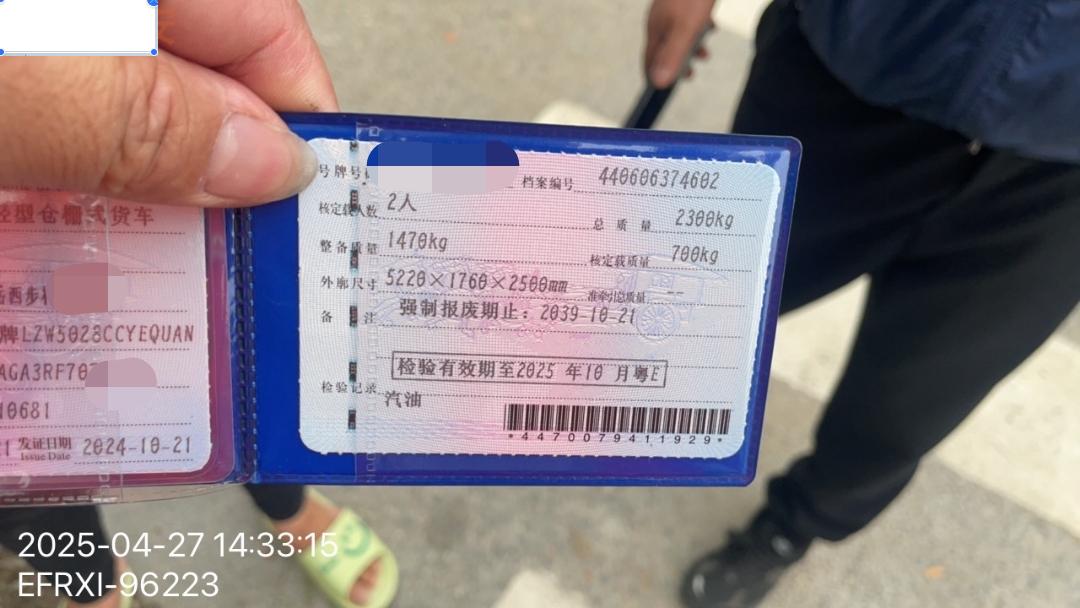 轻型仓栅式货车
岳西步
牌LZW5028CCYEQUAN
AGA3RF707
10681
发证日期 2024-10-21
Issue Date
号牌号
档案编号 440606374602
核定载人数 2人
总质量 2300kg
整备质量 1470kg
核定载质量 700kg
外廓尺寸 5220×1760×2500mm
准牵引总质量 --
备注 强制报废期止：2039-10-21
检验有效期至2025 年10 月粤E
检验记录
汽油
*4470079411929*
2025-04-27 14:33:15
EFRXI-96223